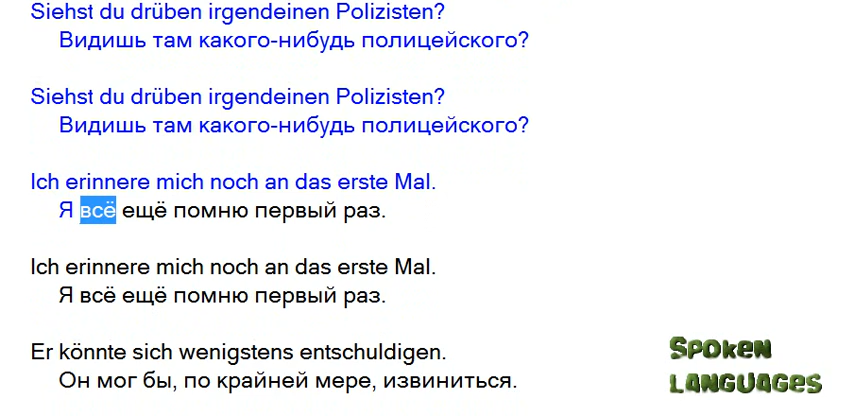 Siehst du drüben irgendeinen Polizisten?
Видишь там какого-нибудь полицейского?
Siehst du drüben irgendeinen Polizisten?
Видишь там какого-нибудь полицейского?
Ich erinnere mich noch an das erste Mal.
Я всё ещё помню первый раз.
Ich erinnere mich noch an das erste Mal.
Я всё ещё помню первый раз.
Er könnte sich wenigstens entschuldigen.
Он мог бы, по крайней мере, извиниться.
Spoken
Languages